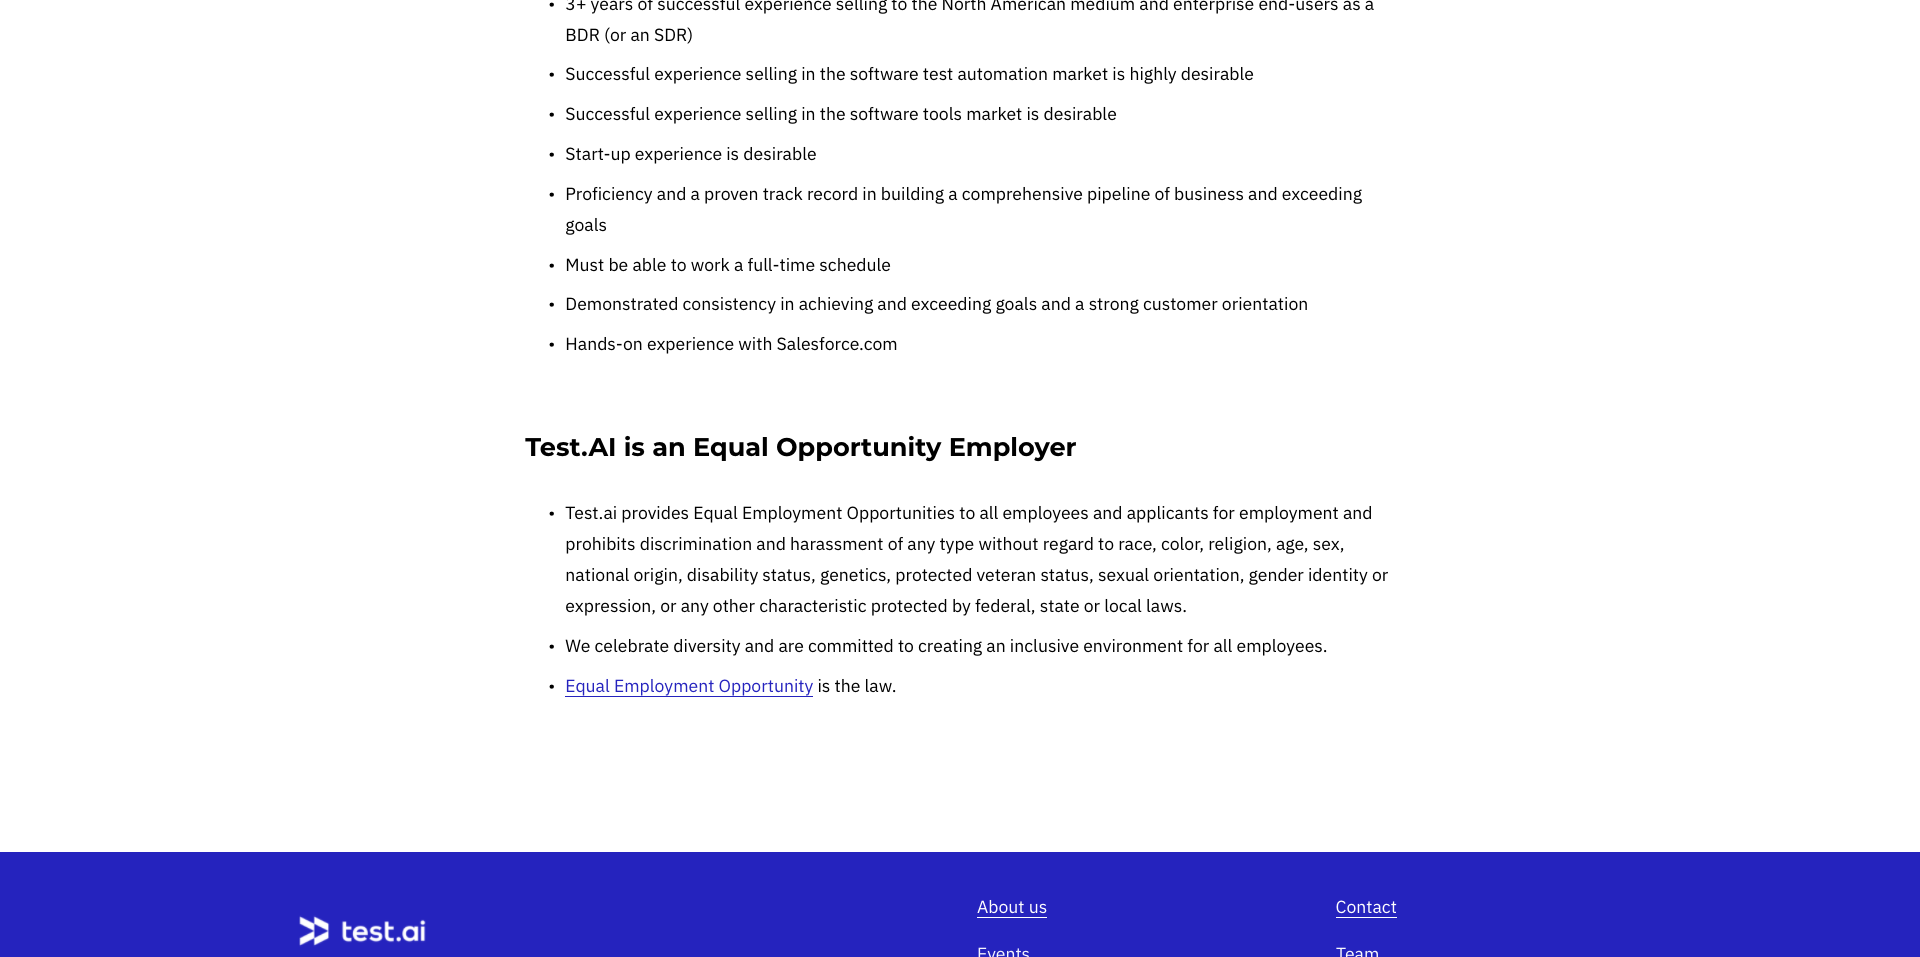 3+ years of successful experience selling to the North American medium and enterprise end-users as a
BDR (or an SDR)
Successful experience selling in the software test automation market is highly desirable
Successful experience selling in the software tools market is desirable
Start-up experience is desirable
Proficiency and a proven track record in building a comprehensive pipeline of business and exceeding
goals
Must be able to work a full-time schedule
Demonstrated consistency in achieving and exceeding goals and a strong customer orientation
Hands-on experience with Salesforce.com
Test.AI is an Equal Opportunity Employer
Test.ai provides Equal Employment Opportunities to all employees and applicants for employment and
prohibits discrimination and harassment of any type without regard to race, color, religion, age, sex,
national origin, disability status, genetics, protected veteran status, sexual orientation, gender identity or
expression, or any other characteristic protected by federal, state or local laws.
We celebrate diversity and are committed to creating an inclusive environment for all employees.
Equal Employment Opportunity is the law.
test.ai
About us
Events
Contact
Team